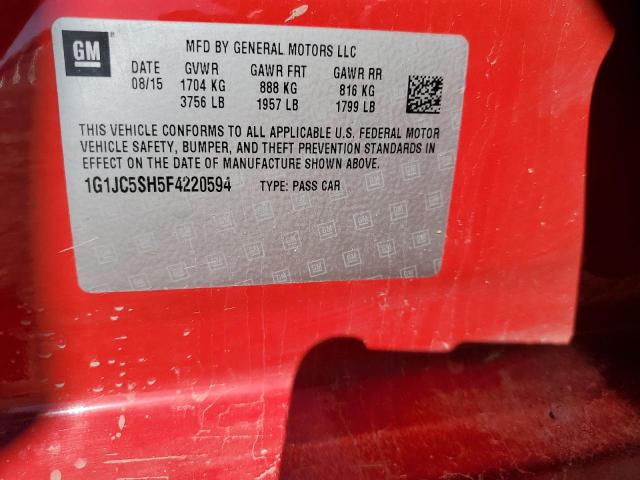 GM
MFD BY GENERAL MOTORS LLC
DATE GVWR GAWR FRT GAWR RR
08/15 1704 KG 888 KG 816 KG
3756 LB 1957 LB 1799 LB
THIS VEHICLE CONFORMS TO ALL APPLICABLE U.S. FEDERAL MOTOR
VEHICLE SAFETY, BUMPER, AND THEFT PREVENTION STANDARDS IN
EFFECT ON THE DATE OF MANUFACTURE SHOWN ABOVE.
1G1JC5SH5F4220594 TYPE: PASS CAR